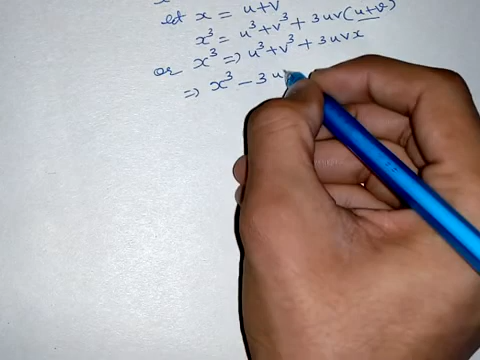 let x = u+v
x³ = u³+v³+3uv(u+v)
or x³ => u³+v³+3uvx
=> x³-3u